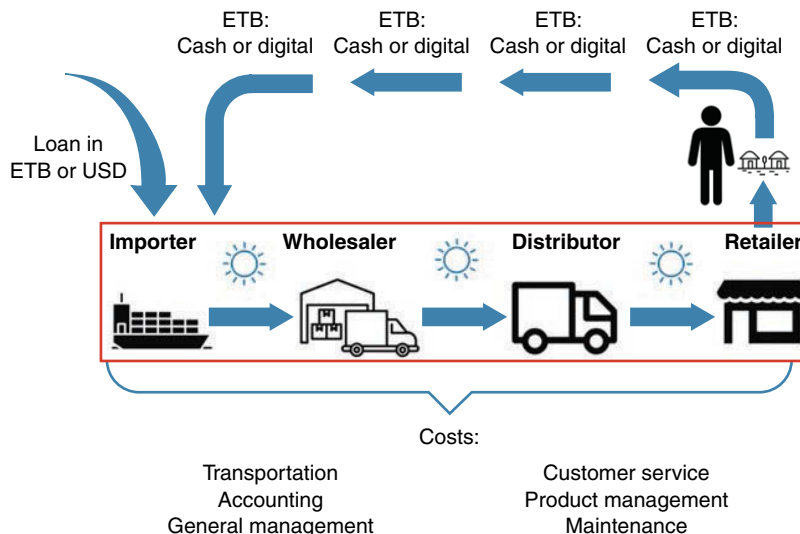 ETB:
Cash or digital
ETB:
Cash or digital
ETB:
Cash or digital
ETB:
Cash or digital
Loan in
ETB or USD
Importer
Wholesaler
Distributor
Retailer
Costs:
Transportation
Accounting
General management
Customer service
Product management
Maintenance